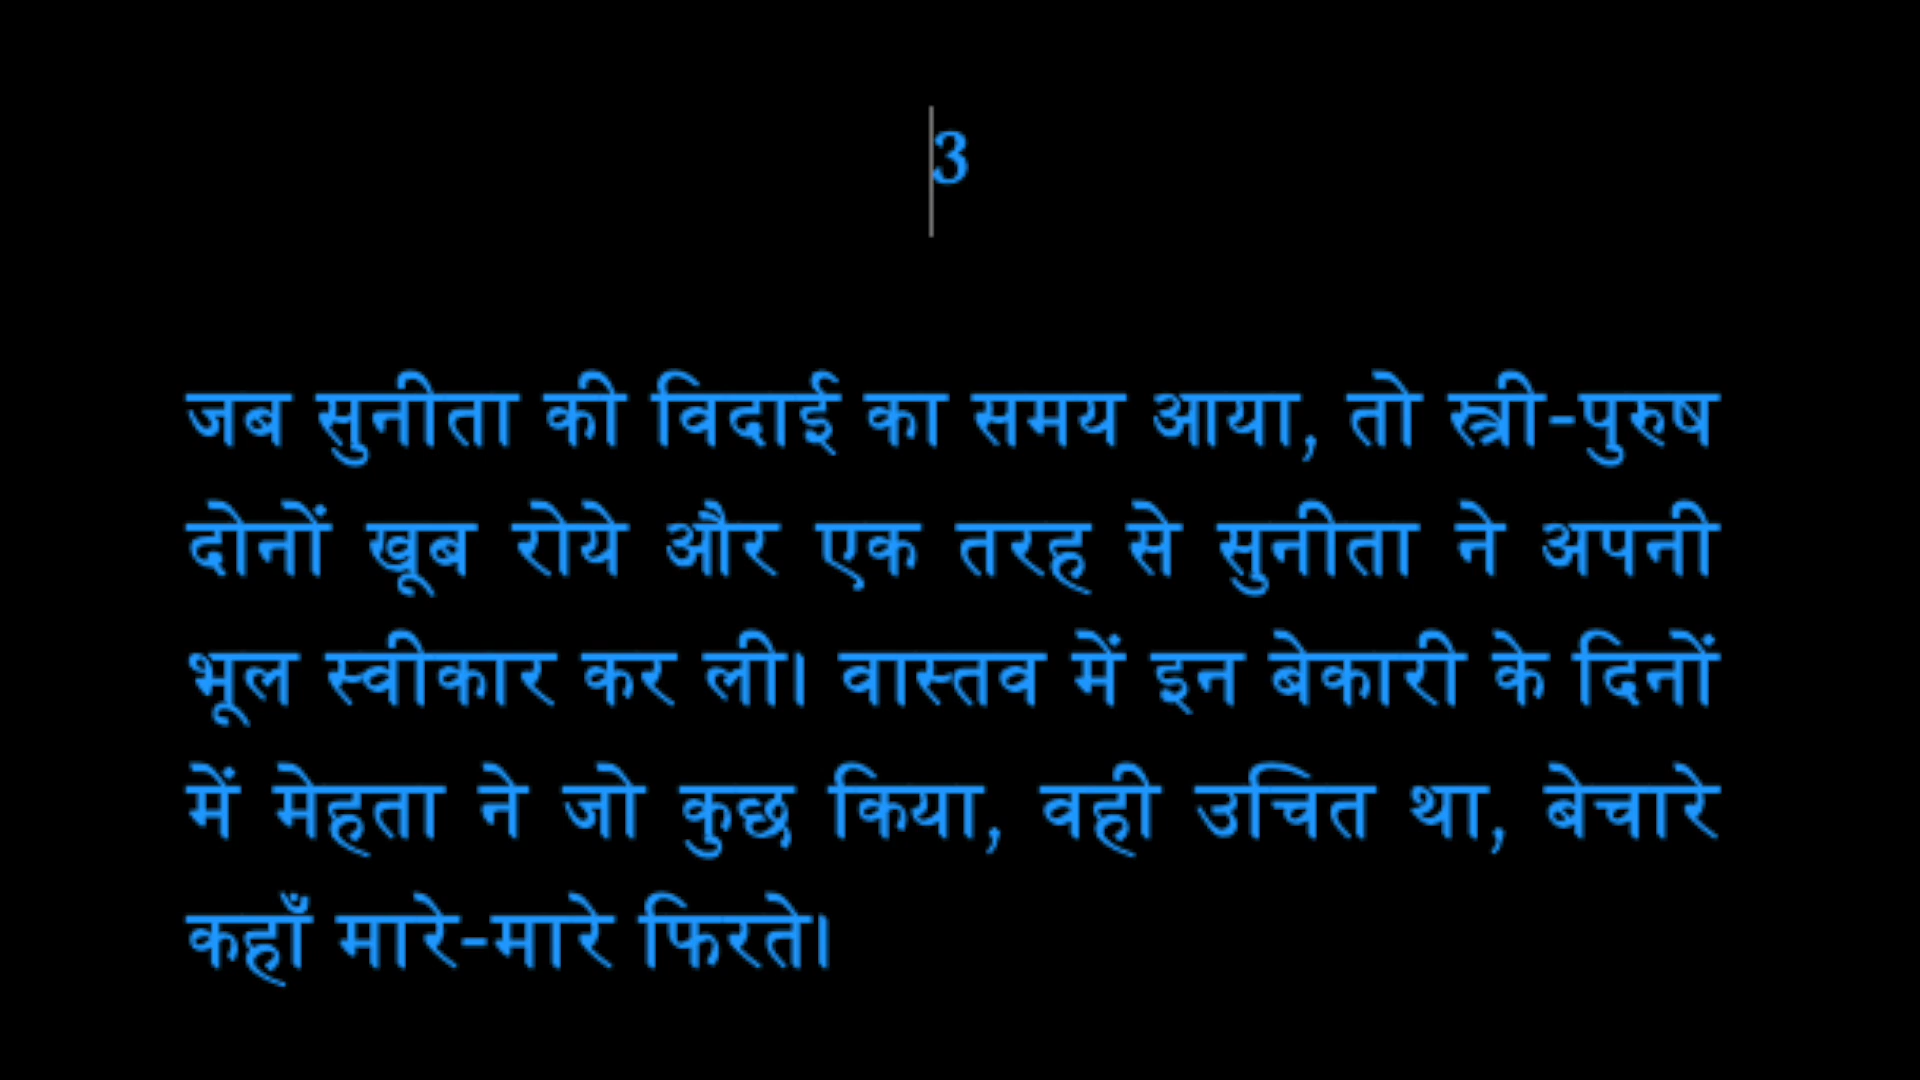 3
जब सुनीता की विदाई का समय आया, तो स्त्री-पुरुष
दोनों खूब रोये और एक तरह से सुनीता ने अपनी
भूल स्वीकार कर ली। वास्तव में इन बेकारी के दिनों
में मेहता ने जो कुछ किया, वही उचित था, बेचारे
कहाँ मारे-मारे फिरते।